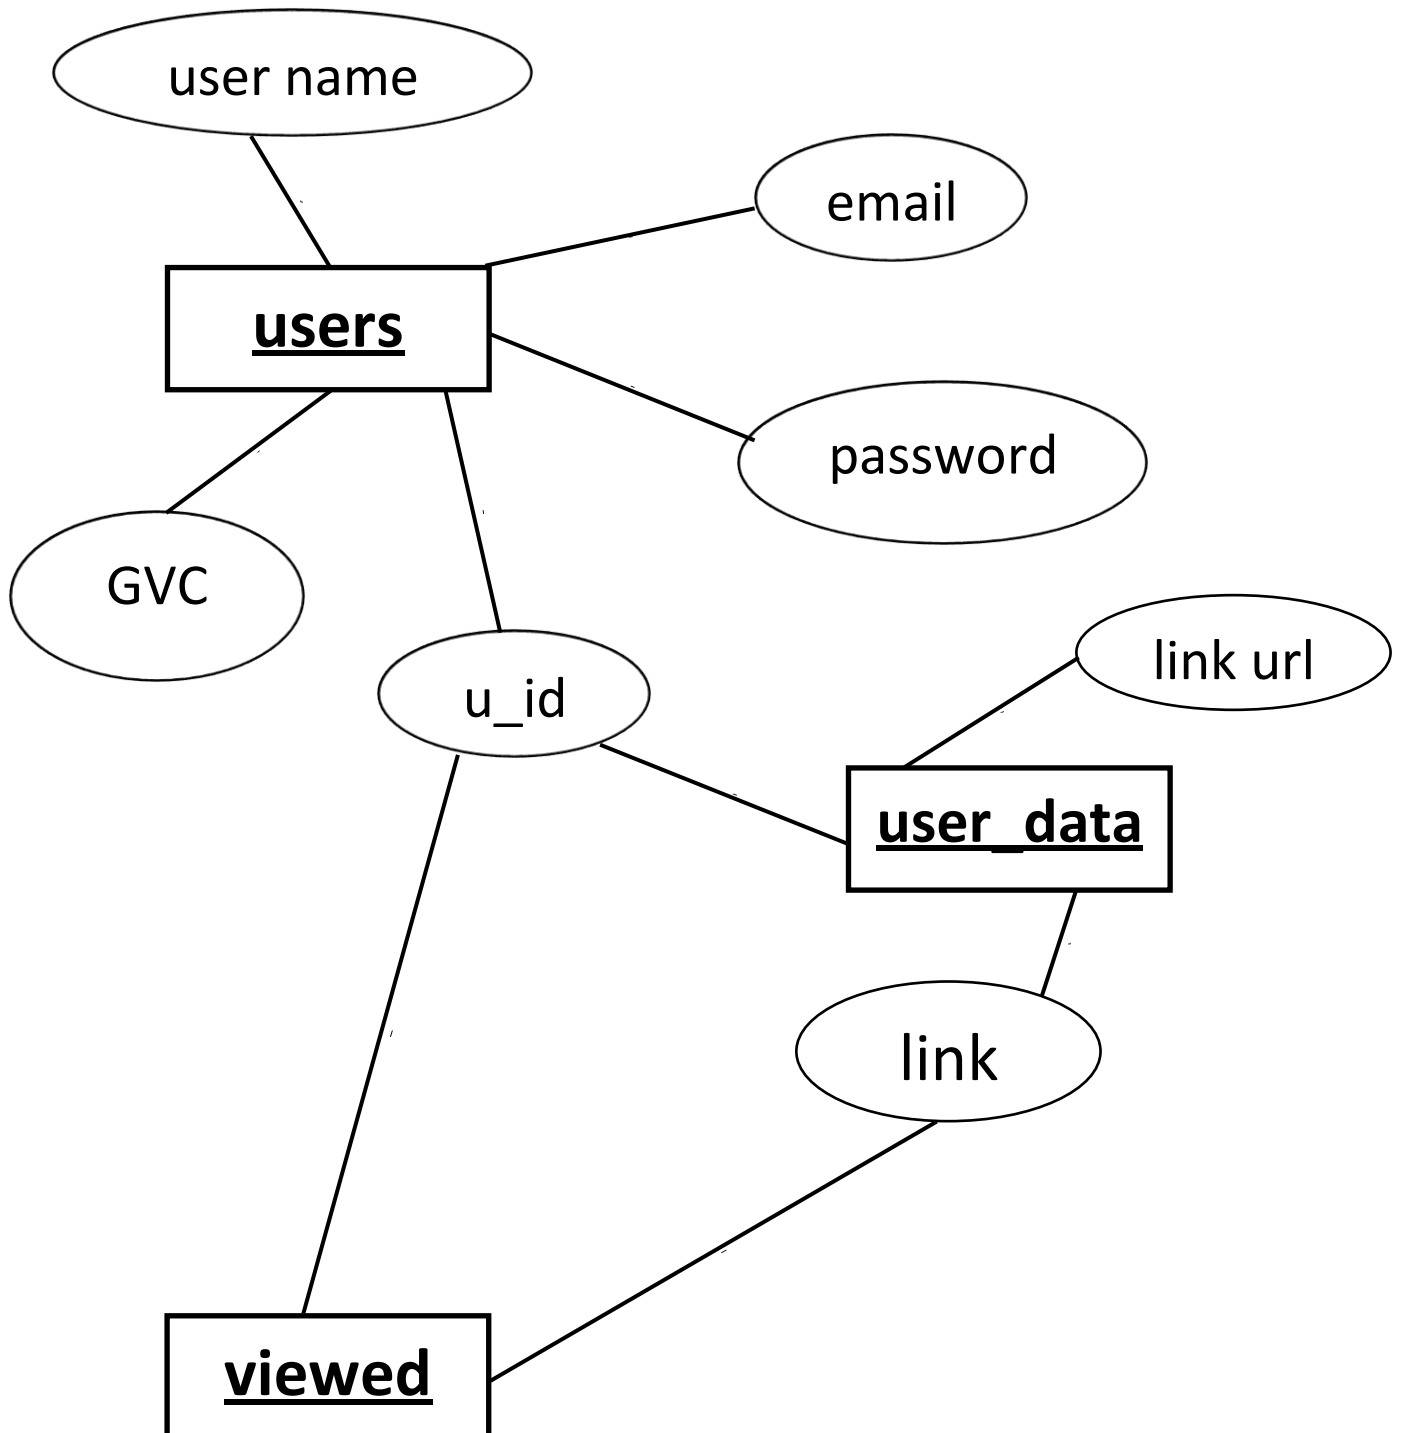 user name
email
users
password
GVC
link url
u_id
user_data
link
viewed